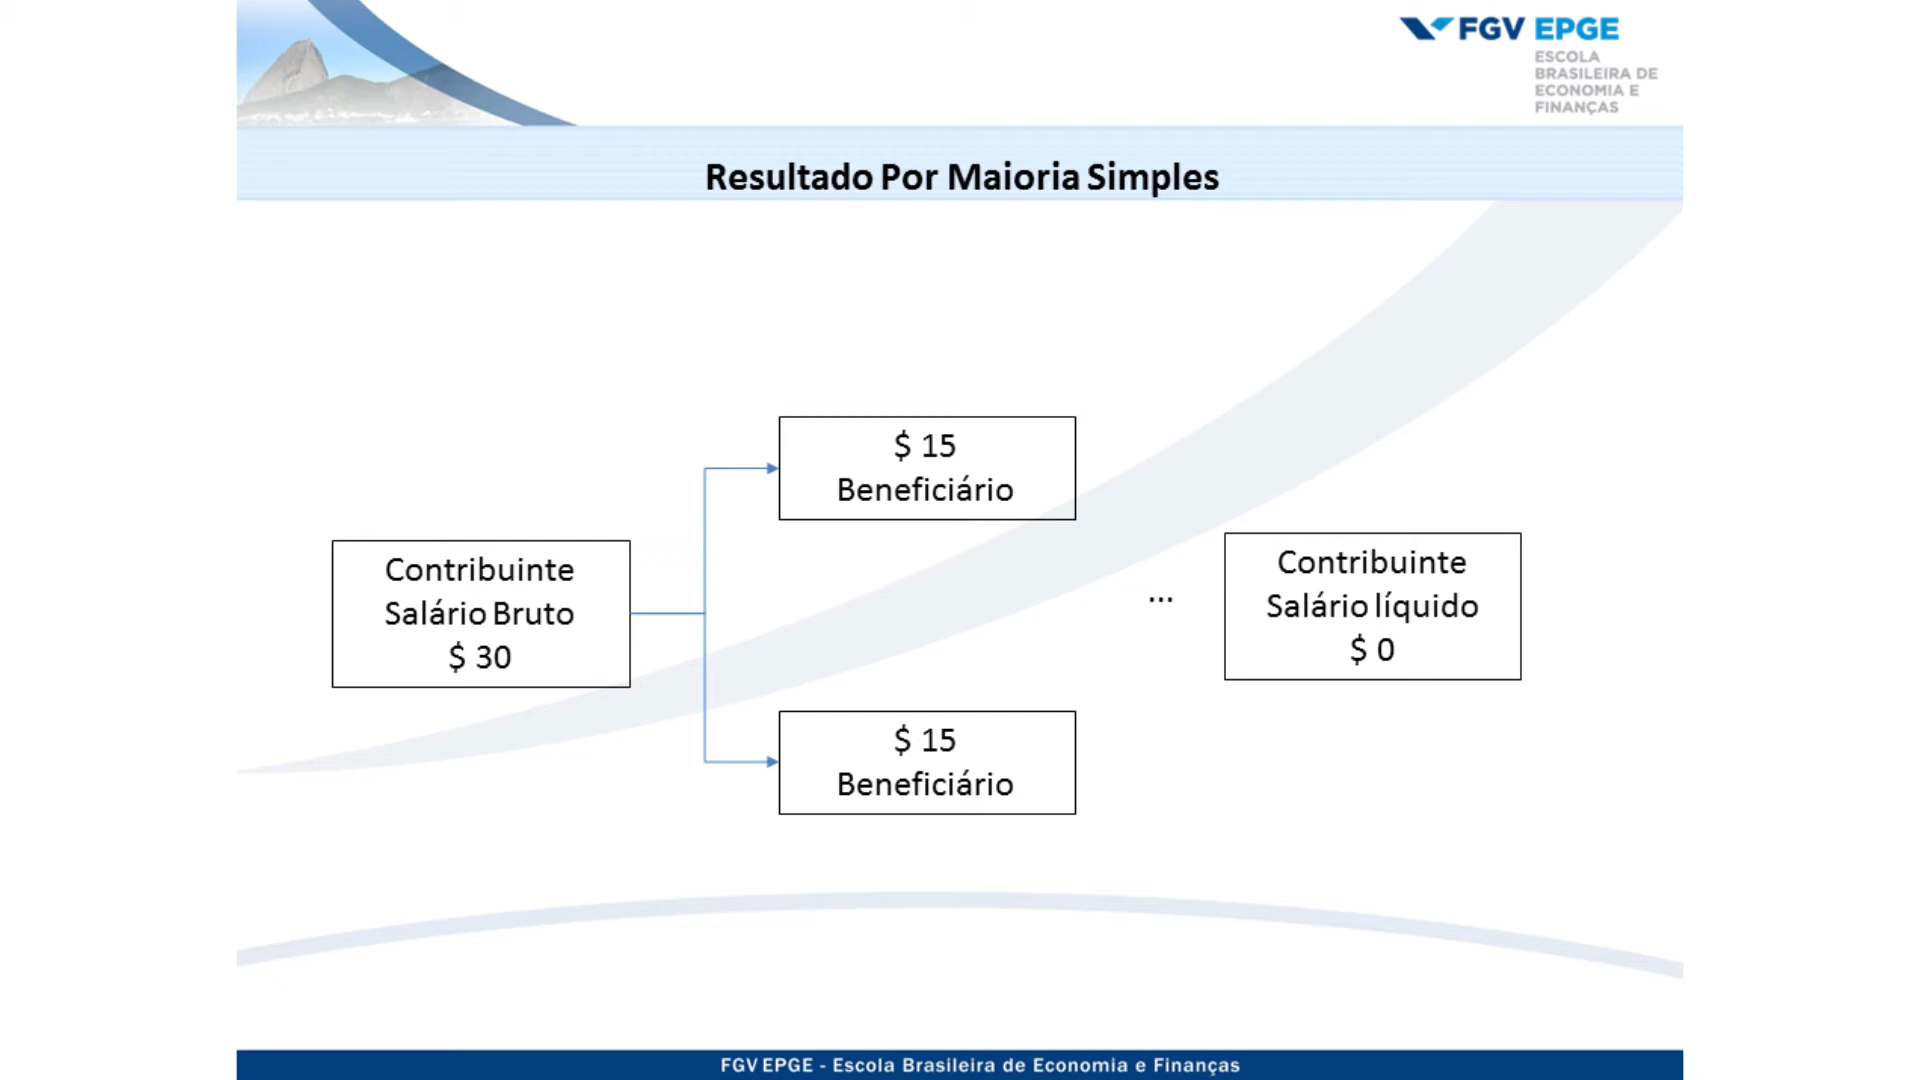 FGV EPGE
ESCOLA
BRASILEIRA DE
ECONOMIA E
FINANÇAS
Resultado Por Maioria Simples
$ 15
Beneficiário
Contribuinte
Salário Bruto
$ 30
...
Contribuinte
Salário líquido
$ 0
$ 15
Beneficiário
FGV EPGE - Escola Brasileira de Economia e Finanças